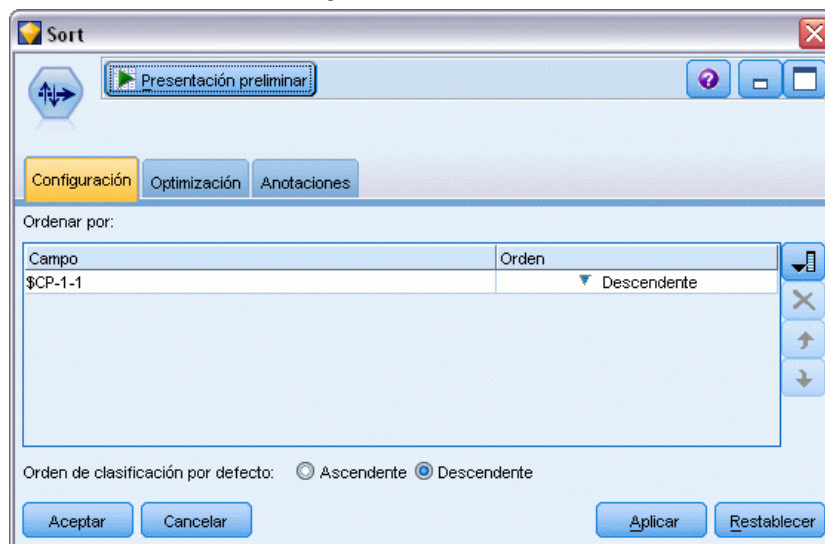 Sort
Presentación preliminar
Configuración Optimización Anotaciones
Ordenar por:
Campo Orden
$CP-1-1 Descendente
Orden de clasificación por defecto: Ascendente Descendente
Aceptar Cancelar Aplicar Restablecer